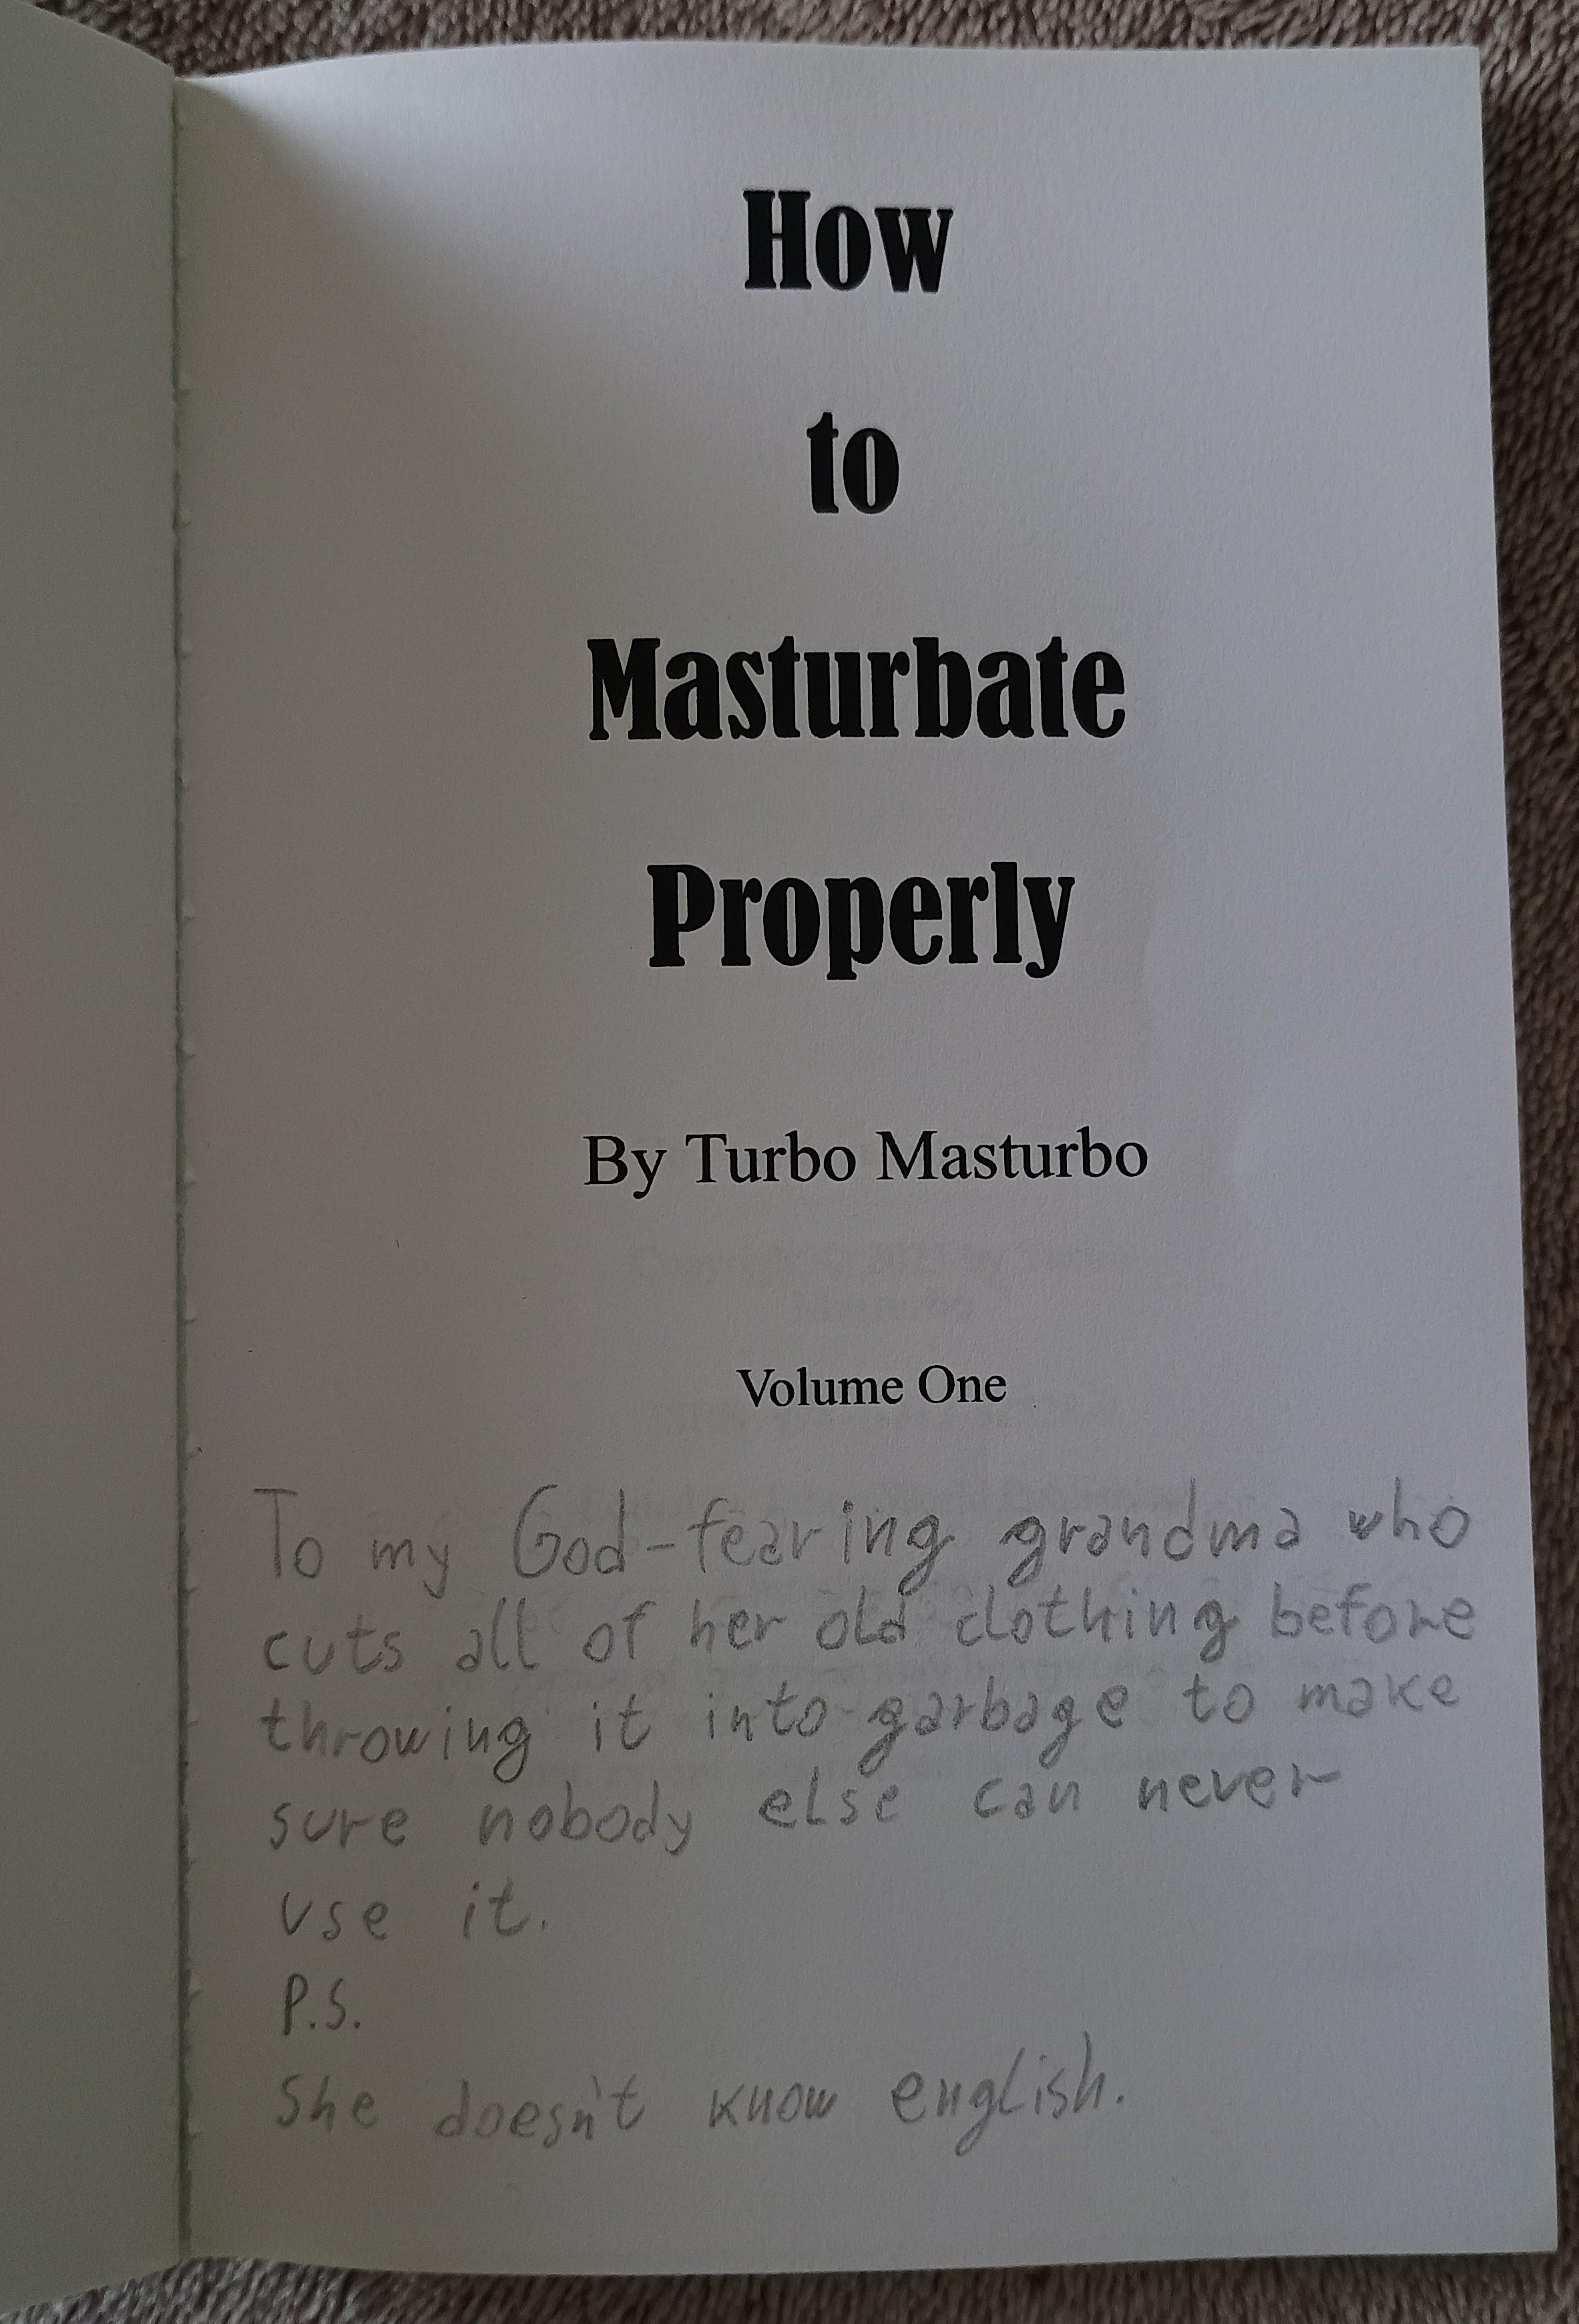 How
to
Masturbate
Properly
By Turbo Masturbo
Volume One
To my God-fearing grandma who
cuts all of her old clothing before
throwing it into garbage to make
sure nobody else can never
use it.
P.S.
She doesn't know english.